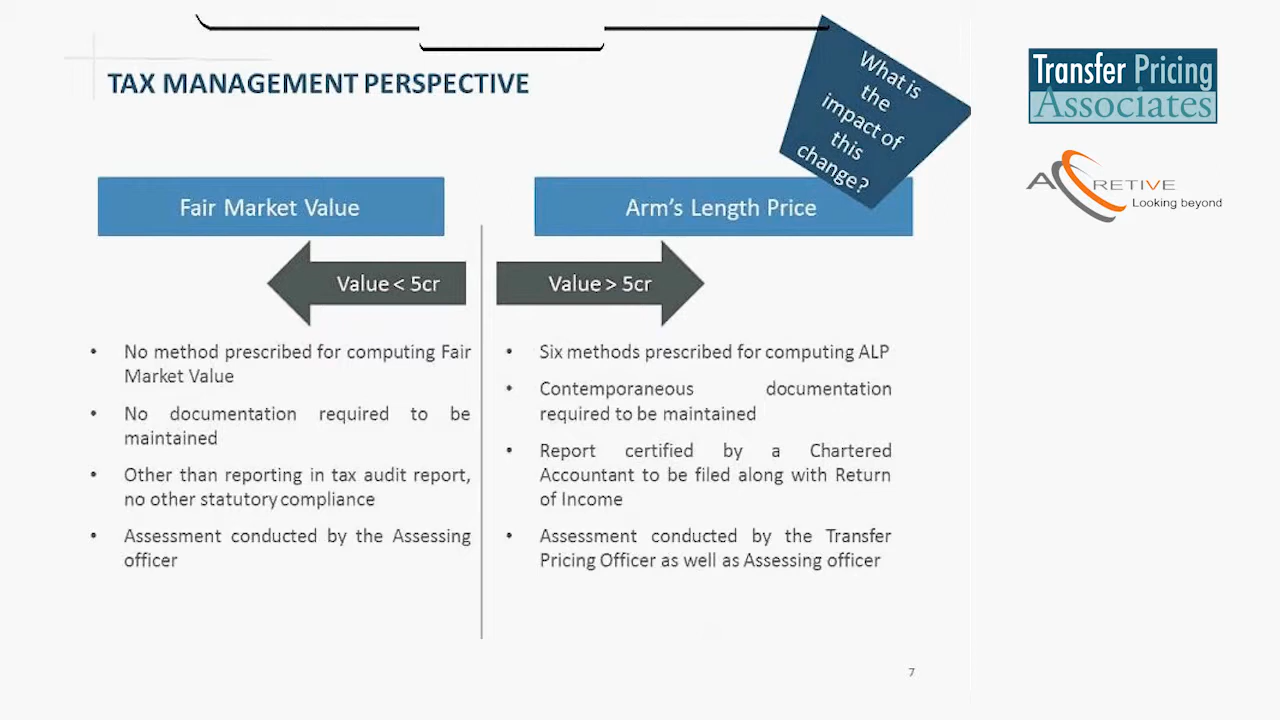 TAX MANAGEMENT PERSPECTIVE
What is
the
impact of
this
change?
Transfer Pricing
Associates
ACCRETIVE
Looking beyond
Fair Market Value
Value < 5cr
• No method prescribed for computing Fair
Market Value
• No documentation required to be
maintained
• Other than reporting in tax audit report,
no other statutory compliance
• Assessment conducted by the Assessing
officer
Arm's Length Price
Value > 5cr
• Six methods prescribed for computing ALP
• Contemporaneous documentation
required to be maintained
• Report certified by a Chartered
Accountant to be filed along with Return
of Income
• Assessment conducted by the Transfer
Pricing Officer as well as Assessing officer
7